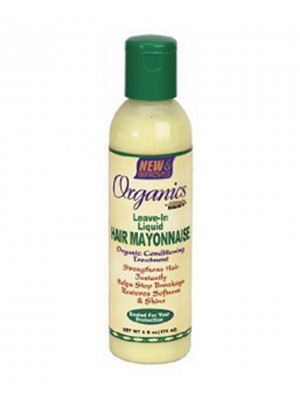 NEW &
IMPROVED
Organics
Leave-In
Liquid
HAIR MAYONNAISE
Organic Conditioning
Treatment
Strengthens Hair
Instantly
Helps Stop Breakage
Restores Softness
& Shine
Sealed For Your
Protection